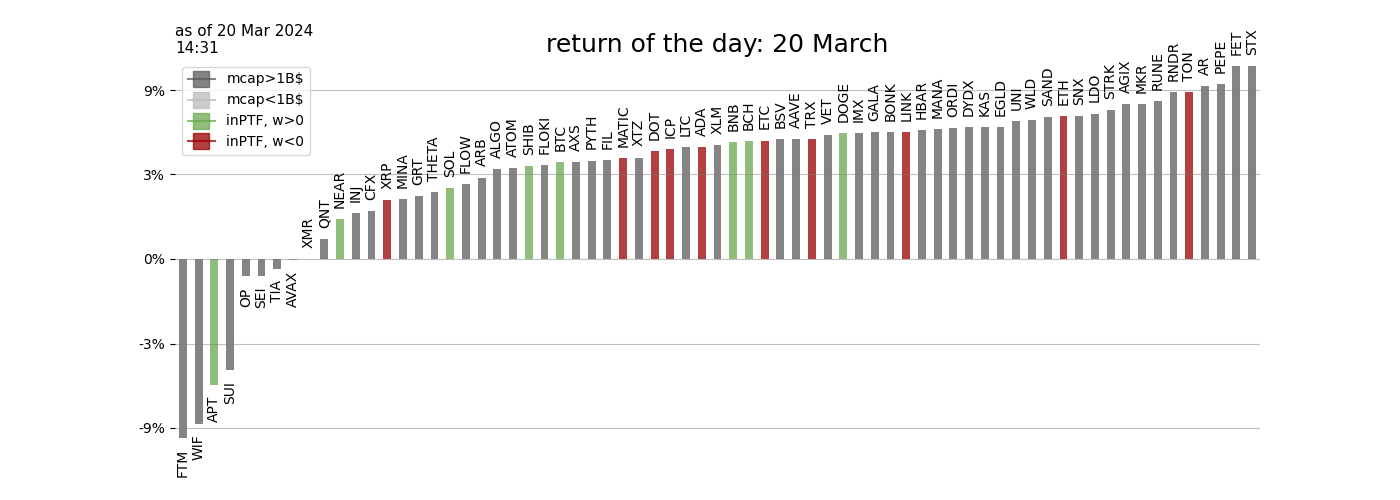 as of 20 Mar 2024
14:31
return of the day: 20 March
mcap>1B$
mcap<1B$
inPTF, w>0
inPTF, w<0
9%
3%
0%
-3%
-9%
FTM
WIF
APT
SUI
OP
SEI
TIA
AVAX
XMR
QNT
NEAR
INJ
CFX
XRP
MINA
GRT
THETA
SOL
FLOW
ARB
ALGO
ATOM
SHIB
FLOKI
BTC
AXS
PYTH
FIL
MATIC
XTZ
DOT
ICP
LTC
ADA
XLM
BNB
BCH
ETC
BSV
AAVE
TRX
VET
DOGE
IMX
GALA
BONK
LINK
HBAR
MANA
ORDI
DYDX
KAS
EGLD
UNI
WLD
SAND
ETH
SNX
LDO
STRK
AGIX
MKR
RUNE
RNDR
TON
AR
PEPE
FET
STX